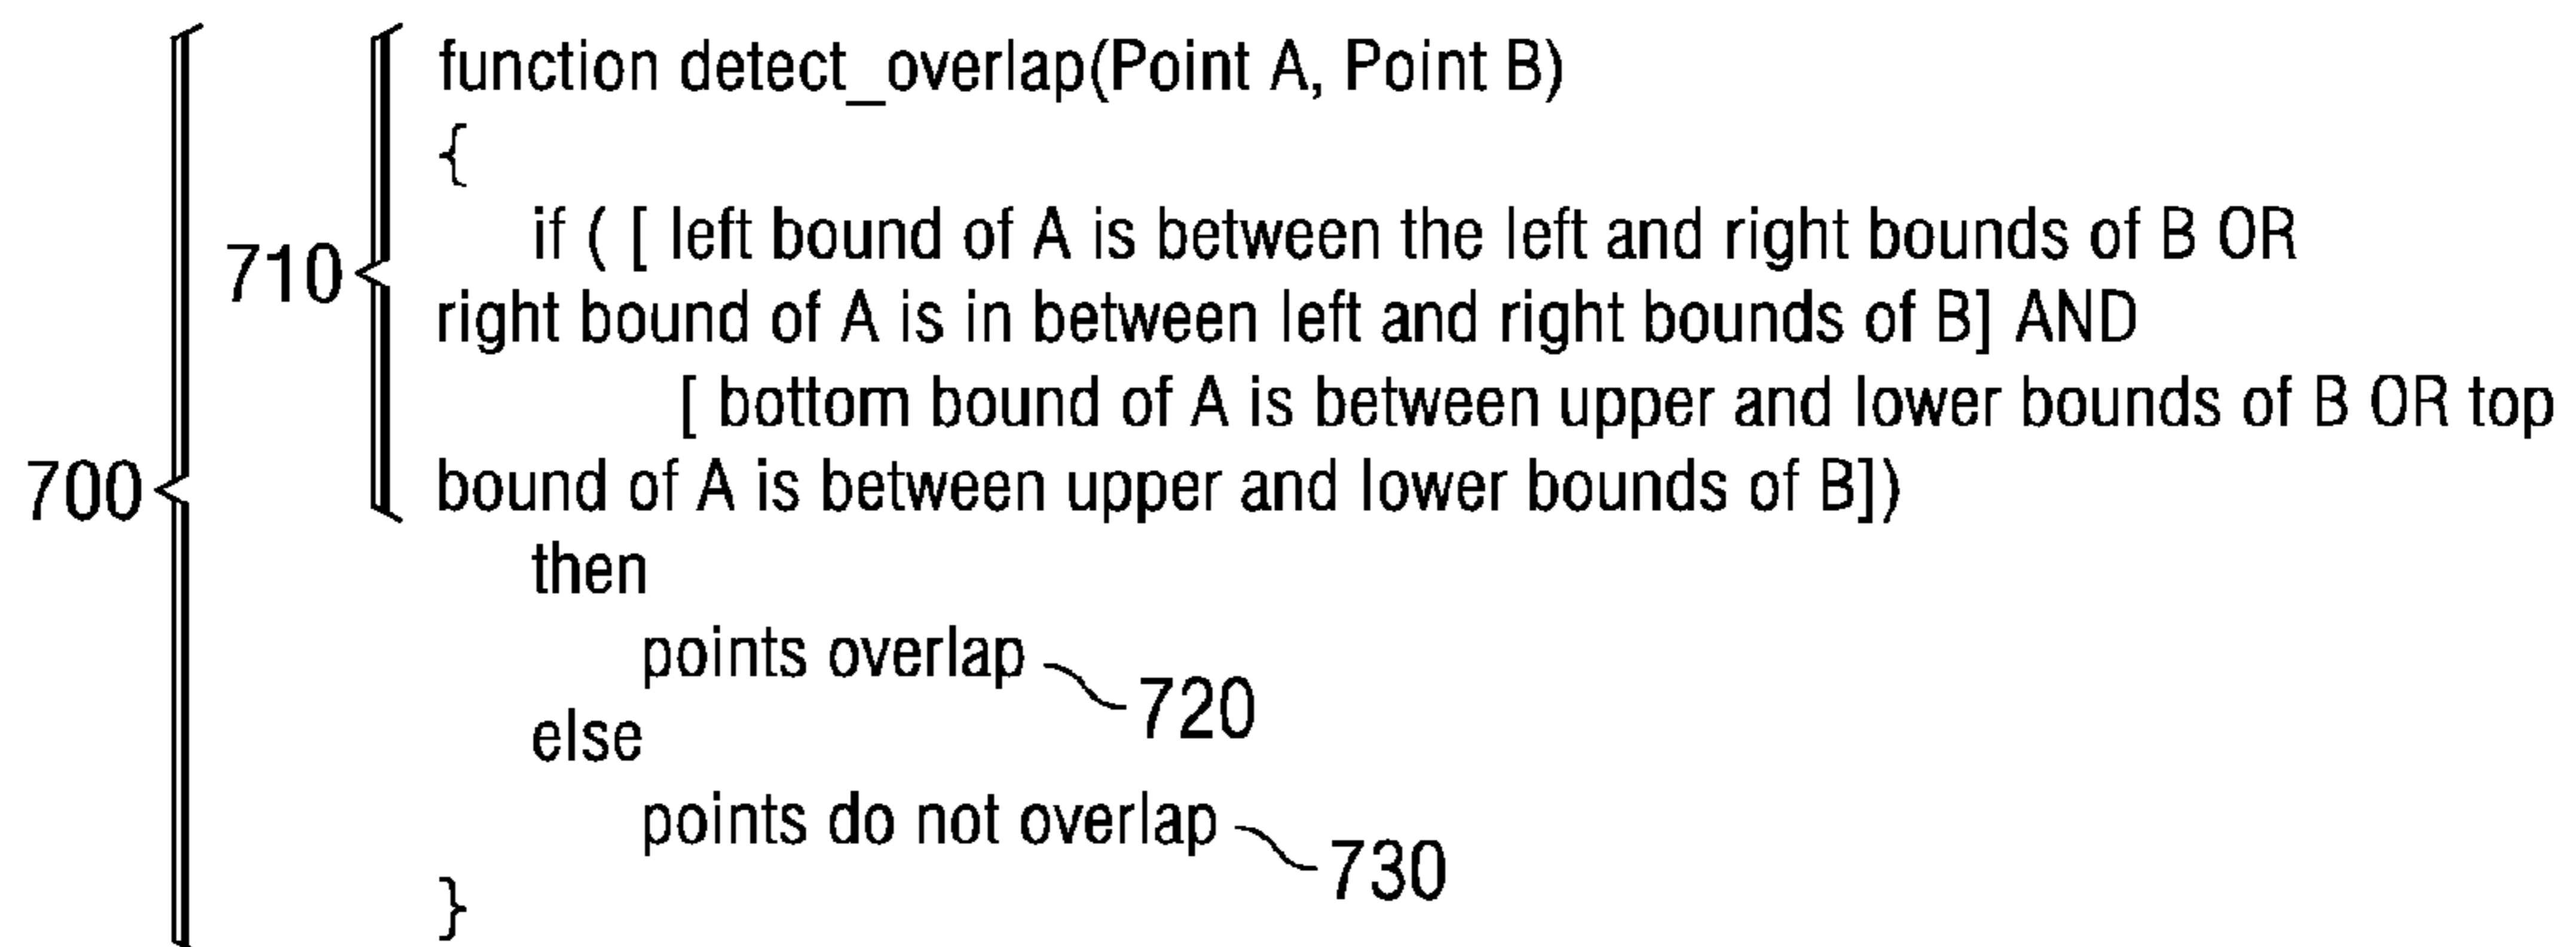 function detect_overlap(Point A, Point B)
{
if ( [ left bound of A is between the left and right bounds of B OR
710
right bound of A is in between left and right bounds of B] AND
[ bottom bound of A is between upper and lower bounds of B OR top
700
bound of A is between upper and lower bounds of B])
then
points overlap
720
else
points do not overlap
730
}